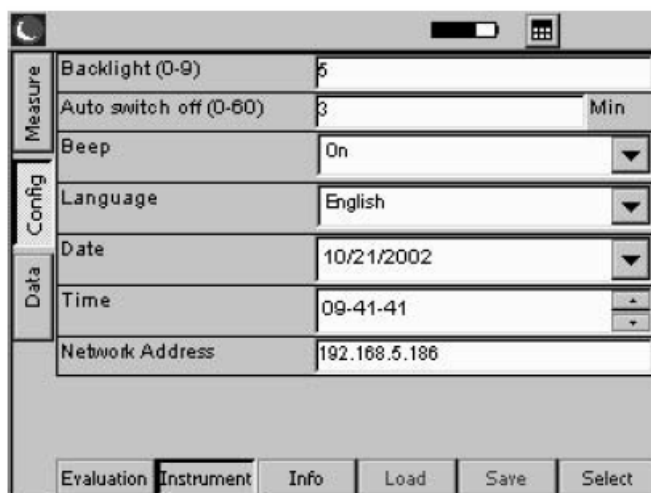 Measure
Config
Data
Backlight (0-9) 5
Auto switch off (0-60) 3 Min
Beep On
Language English
Date 10/21/2002
Time 09-41-41
Network Address 192.168.5.186
Evaluation Instrument Info Load Save Select